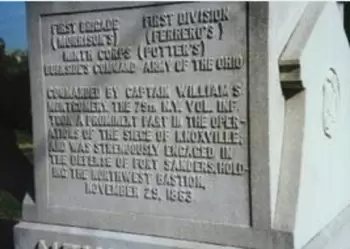 FIRST BRIGADE FIRST DIVISION
(MORRISON'S) (FERRERO'S)
NINTH CORPS (POTTER'S)
BURNSIDE'S COMMAND ARMY OF THE OHIO
COMMANDED BY CAPTAIN WILLIAM S
MONTGOMERY, THE 79TH N.Y. VOL. INF.
TOOK A PROMINENT PART IN THE OPER-
ATIONS OF THE SIEGE OF KNOXVILLE,
AND WAS STRENUOUSLY ENGAGED IN
THE DEFENSE OF FORT SANDERS, HOLD-
ING THE NORTHWEST BASTION,
NOVEMBER 29, 1863